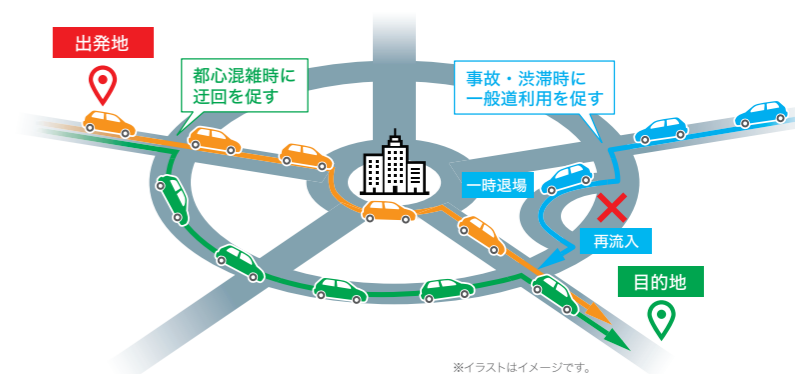 出発地
都心混雑時に
迂回を促す
事故・渋滞時に
一般道利用を促す
一時退場
再流入
目的地
※イラストはイメージです。